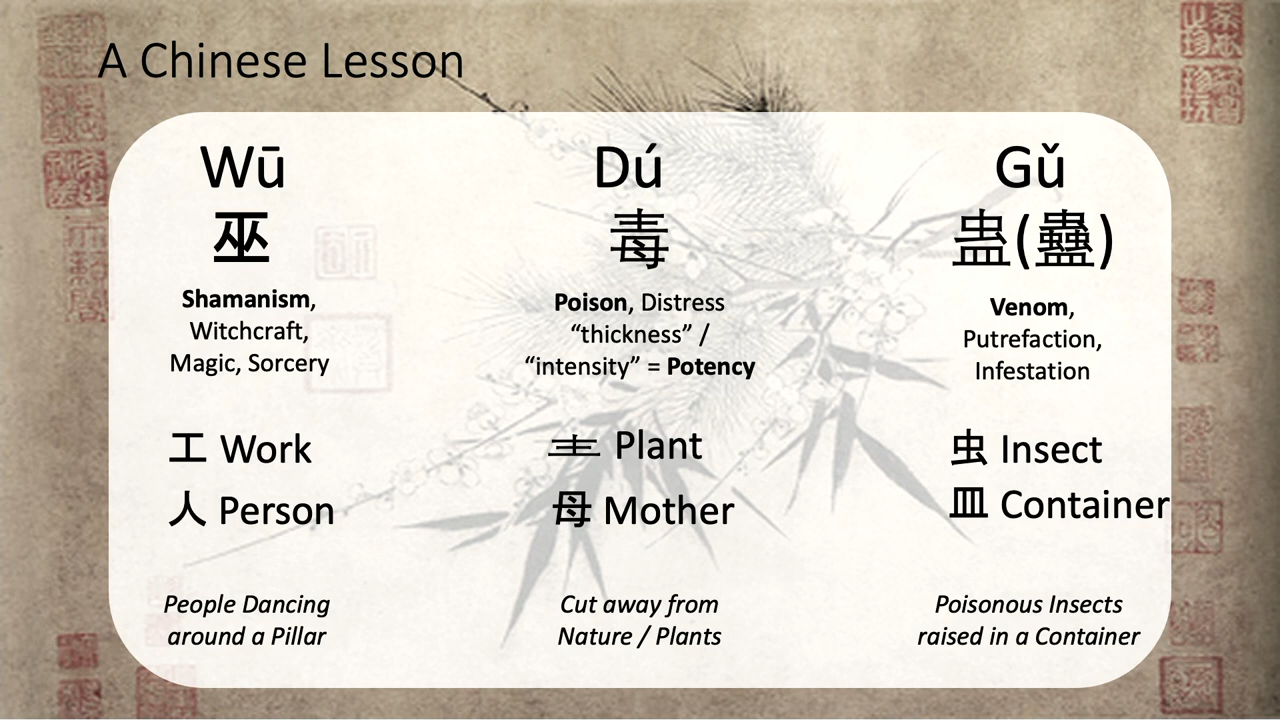 A Chinese Lesson
Wū
巫
Shamanism,
Witchcraft,
Magic, Sorcery
工 Work
人 Person
People Dancing
around a Pillar
Dú
毒
Poison, Distress
“thickness” /
“intensity” = Potency
龶 Plant
母 Mother
Cut away from
Nature / Plants
Gǔ
蛊(蠱)
Venom,
Putrefaction,
Infestation
虫 Insect
皿 Container
Poisonous Insects
raised in a Container